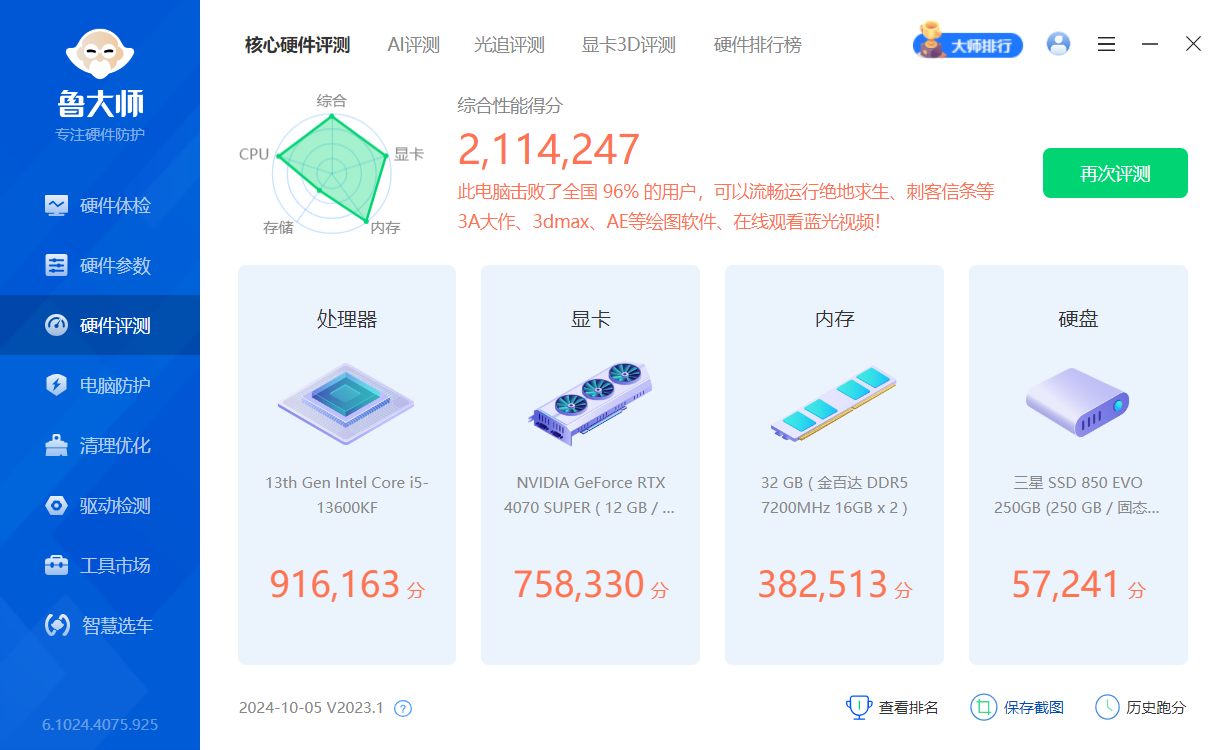 鲁大师
专注硬件防护
硬件体检
硬件参数
硬件评测
电脑防护
清理优化
驱动检测
工具市场
智慧选车
6.1024.4075.925
核心硬件评测 AI评测 光追评测 显卡3D评测 硬件排行榜 大师排行
综合
CPU
显卡
存储
内存
综合性能得分
2,114,247
此电脑击败了全国 96% 的用户，可以流畅运行绝地求生、刺客信条等
3A大作、3dmax、AE等绘图软件、在线观看蓝光视频！
再次评测
处理器
13th Gen Intel Core i5-
13600KF
916,163 分
显卡
NVIDIA GeForce RTX
4070 SUPER ( 12 GB / ...
758,330 分
内存
32 GB ( 金百达 DDR5
7200MHz 16GB x 2 )
382,513 分
硬盘
三星 SSD 850 EVO
250GB (250 GB / 固态...
57,241 分
2024-10-05 V2023.1 ?
查看排名 保存截图 历史跑分